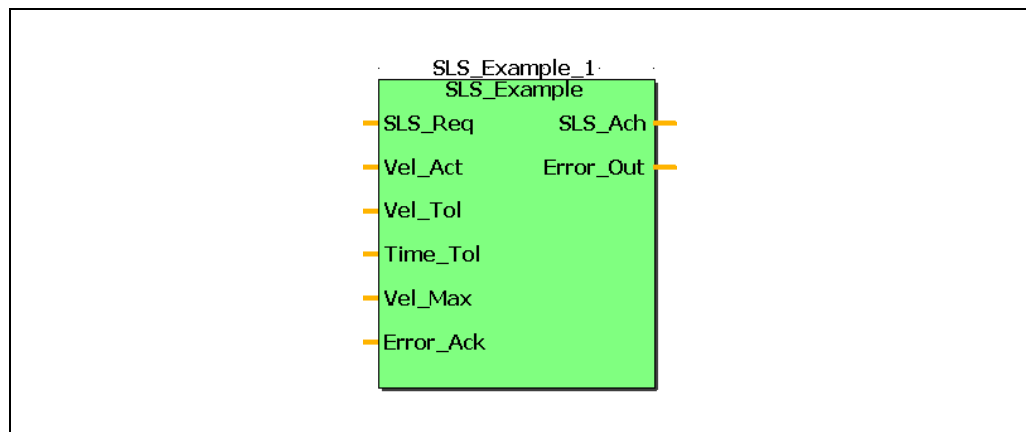 SLS_Example_1
SLS_Example
SLS_Req SLS_Ach
Vel_Act Error_Out
Vel_Tol
Time_Tol
Vel_Max
Error_Ack